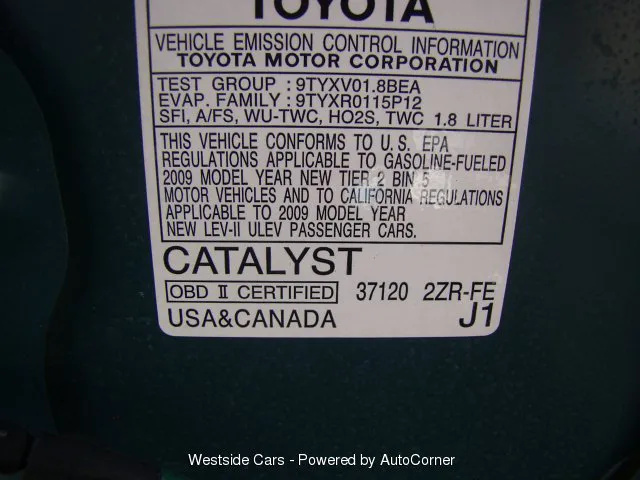 TOYOTA
VEHICLE EMISSION CONTROL INFORMATION
TOYOTA MOTOR CORPORATION
TEST GROUP : 9TYXV01.8BEA
EVAP. FAMILY : 9TYXR0115P12
SFI, A/FS, WU-TWC, HO2S, TWC 1.8 LITER
THIS VEHICLE CONFORMS TO U.S. EPA
REGULATIONS APPLICABLE TO GASOLINE-FUELED
2009 MODEL YEAR NEW TIER 2 BIN 5
MOTOR VEHICLES AND TO CALIFORNIA REGULATIONS
APPLICABLE TO 2009 MODEL YEAR
NEW LEV-II ULEV PASSENGER CARS.
CATALYST
OBD II CERTIFIED 37120 2ZR-FE
USA&CANADA J1
Westside Cars - Powered by AutoCorner